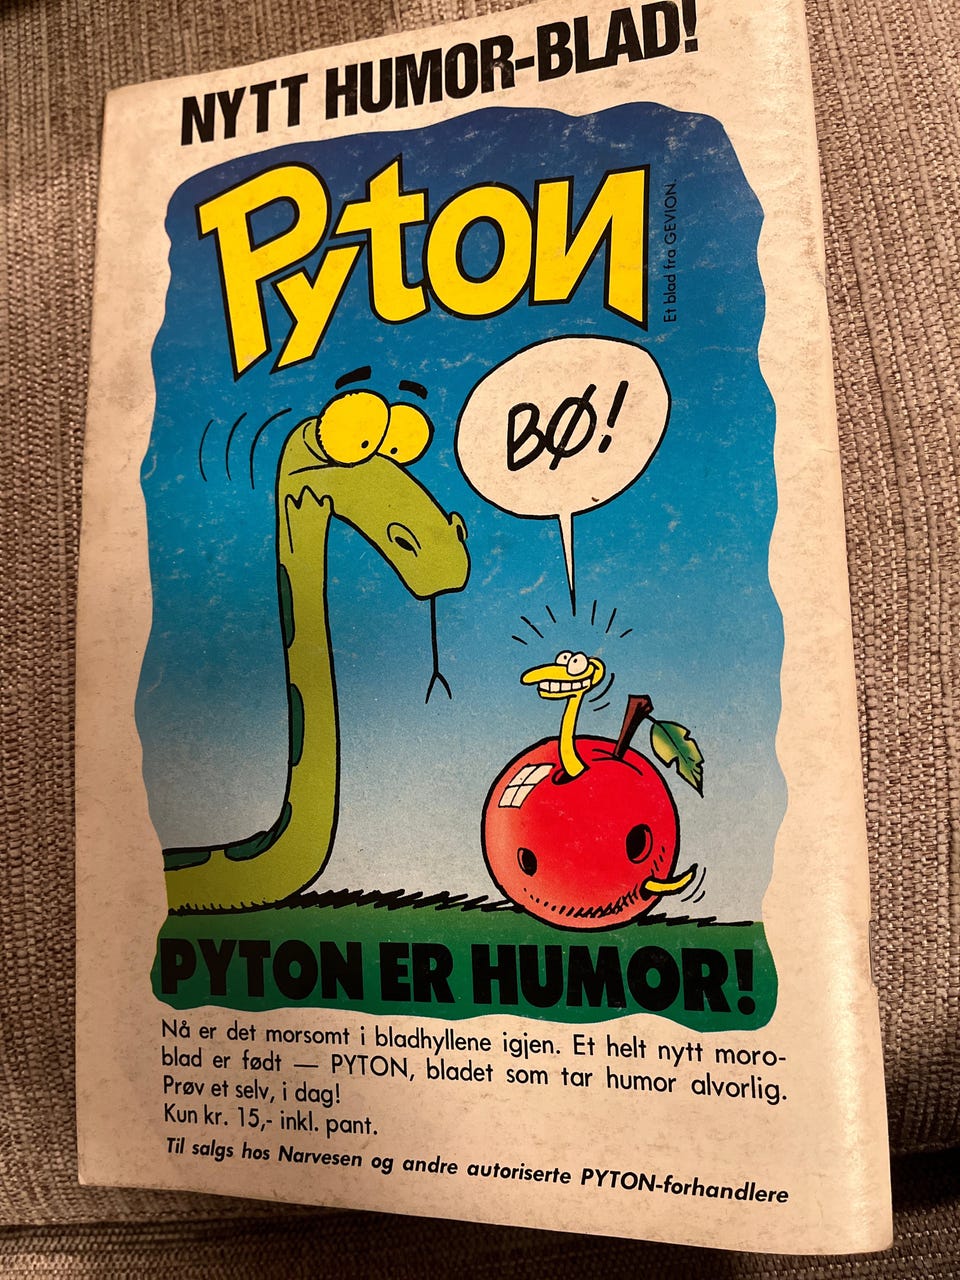 NYTT HUMOR-BLAD!
Pyton
Et blad fra GEVION.
BØ!
PYTON ER HUMOR!
Nå er det morsomt i bladhyllene igjen. Et helt nytt moro-
blad er født — PYTON, bladet som tar humor alvorlig.
Prøv et selv, i dag!
Kun kr. 15,- inkl. pant.
Til salgs hos Narvesen og andre autoriserte PYTON-forhandlere